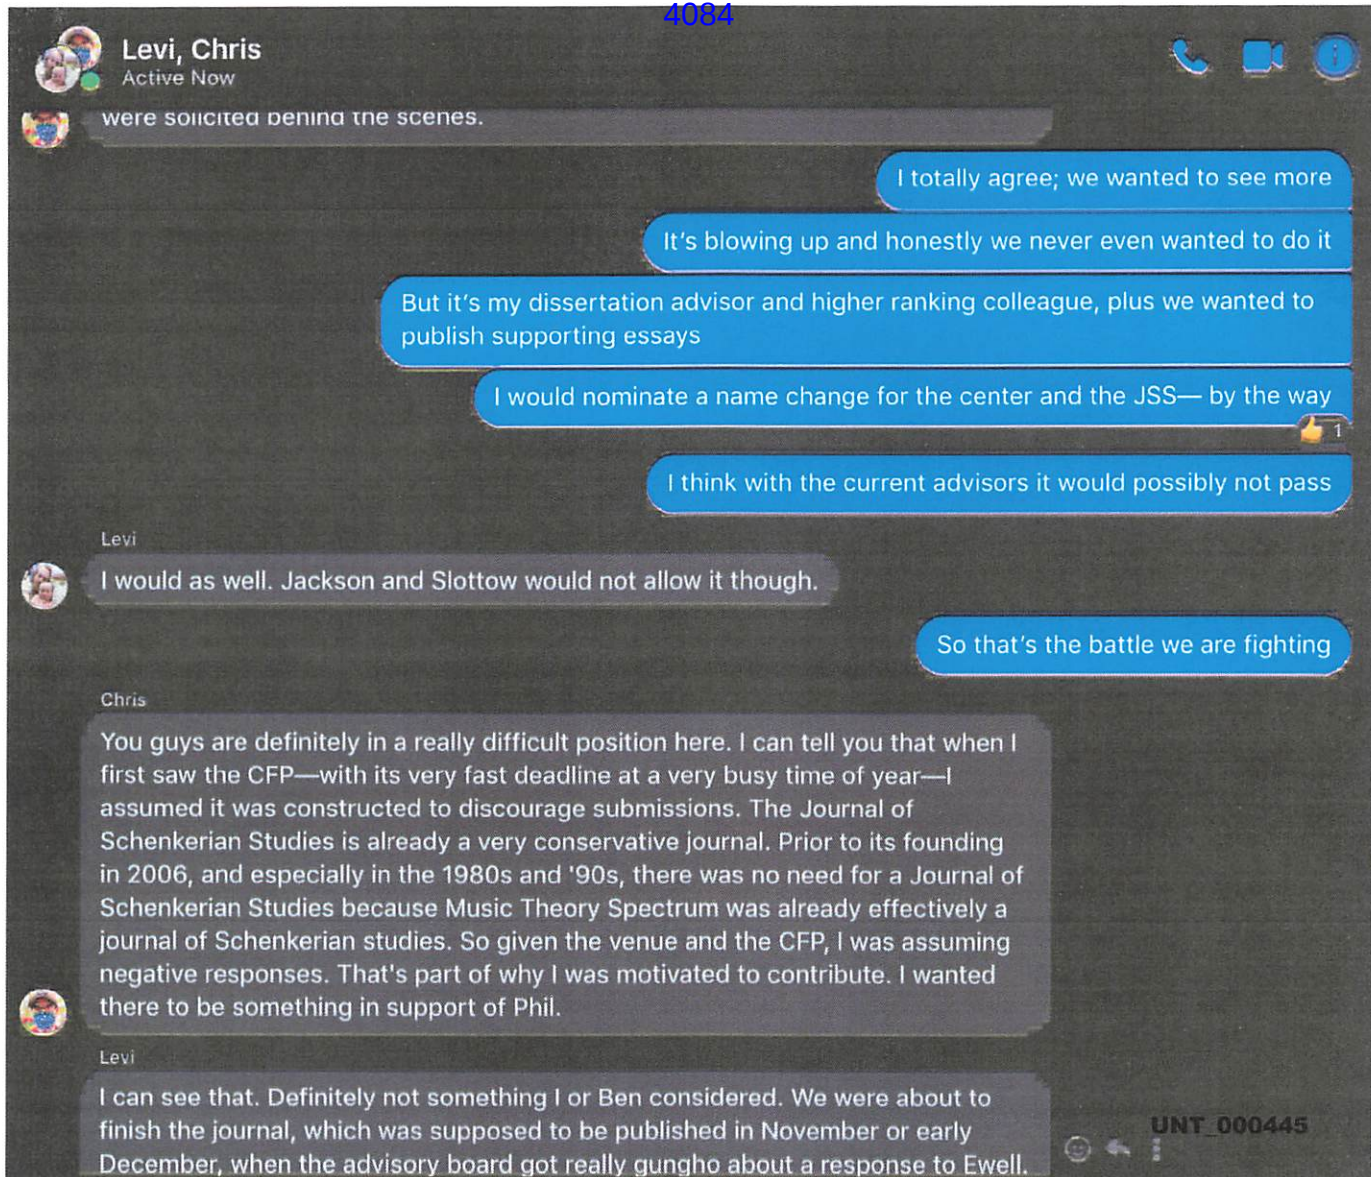 4084
Levi, Chris
Active Now
were solicited behind the scenes.
I totally agree; we wanted to see more
It's blowing up and honestly we never even wanted to do it
But it's my dissertation advisor and higher ranking colleague, plus we wanted to
publish supporting essays
I would nominate a name change for the center and the JSS— by the way
1
I think with the current advisors it would possibly not pass
Levi
I would as well. Jackson and Slottow would not allow it though.
So that's the battle we are fighting
Chris
You guys are definitely in a really difficult position here. I can tell you that when I
first saw the CFP—with its very fast deadline at a very busy time of year—I
assumed it was constructed to discourage submissions. The Journal of
Schenkerian Studies is already a very conservative journal. Prior to its founding
in 2006, and especially in the 1980s and '90s, there was no need for a Journal of
Schenkerian Studies because Music Theory Spectrum was already effectively a
journal of Schenkerian studies. So given the venue and the CFP, I was assuming
negative responses. That's part of why I was motivated to contribute. I wanted
there to be something in support of Phil.
Levi
I can see that. Definitely not something I or Ben considered. We were about to
finish the journal, which was supposed to be published in November or early
December, when the advisory board got really gungho about a response to Ewell.
UNT_000445